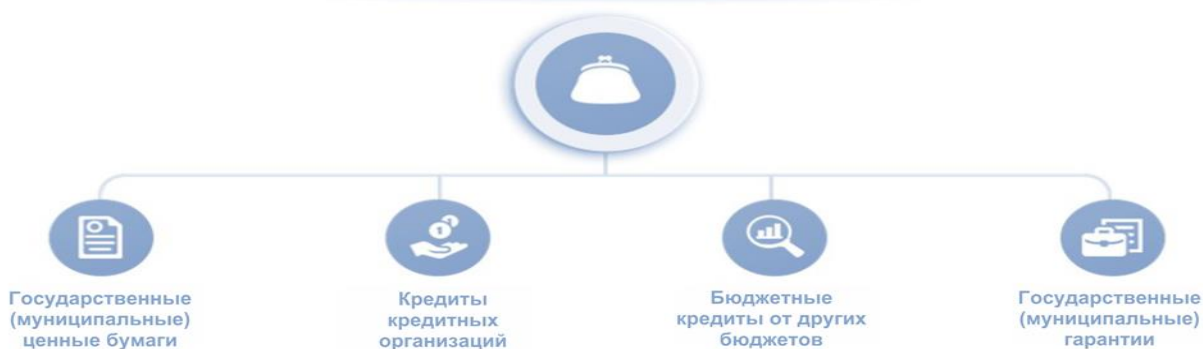 Государственные
(муниципальные)
ценные бумаги
Кредиты
кредитных
организаций
Бюджетные
кредиты от других
бюджетов
Государственные
(муниципальные)
гарантии